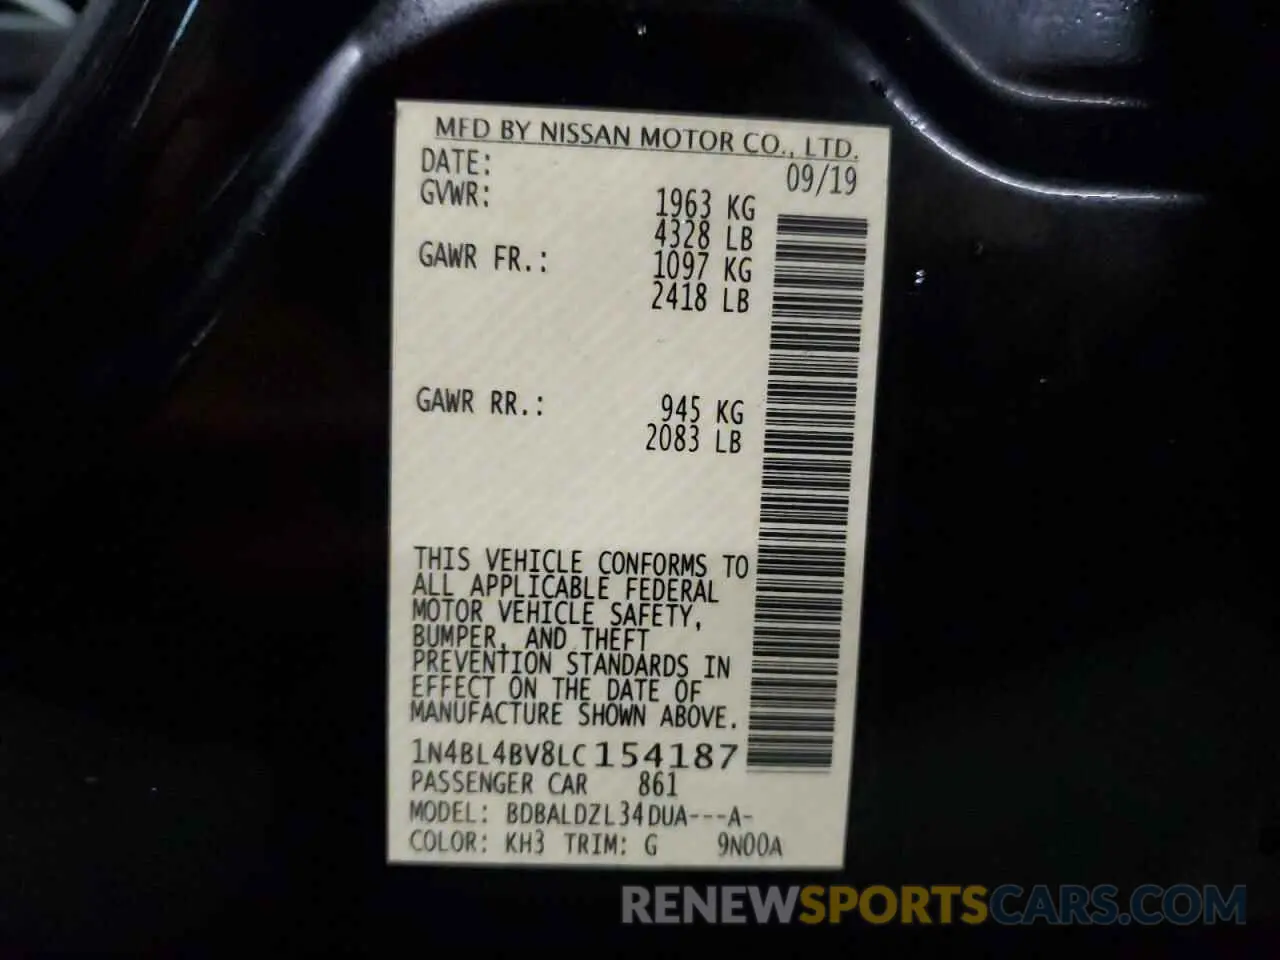 MFD BY NISSAN MOTOR CO., LTD.
DATE: 09/19
GVWR: 1963 KG
4328 LB
GAWR FR.: 1097 KG
2418 LB
GAWR RR.: 945 KG
2083 LB
THIS VEHICLE CONFORMS TO
ALL APPLICABLE FEDERAL
MOTOR VEHICLE SAFETY,
BUMPER, AND THEFT
PREVENTION STANDARDS IN
EFFECT ON THE DATE OF
MANUFACTURE SHOWN ABOVE.
1N4BL4BV8LC154187
PASSENGER CAR 861
MODEL: BDBALDZL34DUA---A-
COLOR: KH3 TRIM: G 9N00A
RENEWSPORTSCARS.COM